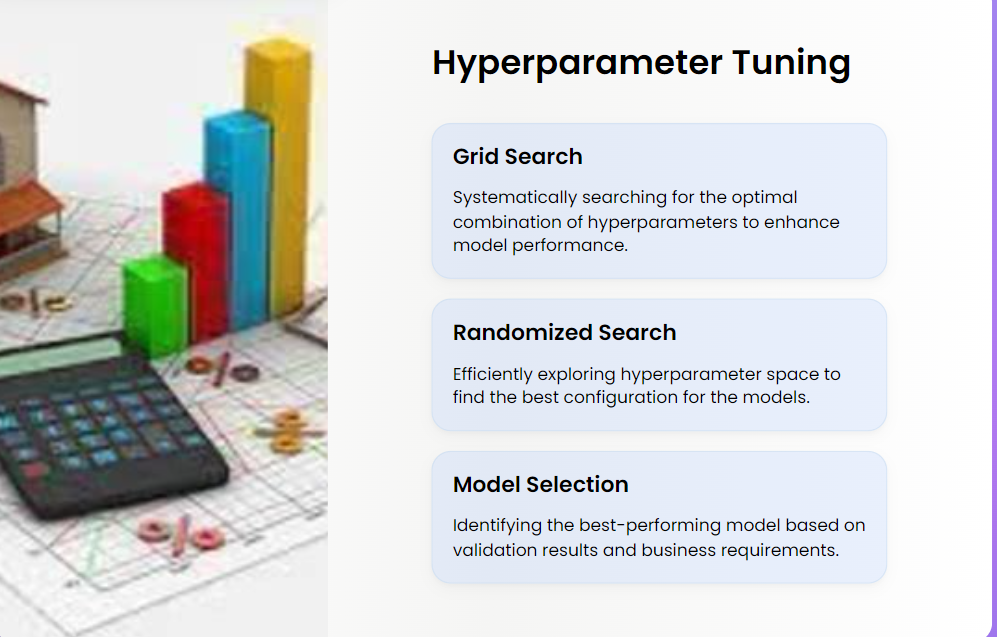 Hyperparameter Tuning
Grid Search
Systematically searching for the optimal
combination of hyperparameters to enhance
model performance.
Randomized Search
Efficiently exploring hyperparameter space to
find the best configuration for the models.
Model Selection
Identifying the best-performing model based on
validation results and business requirements.